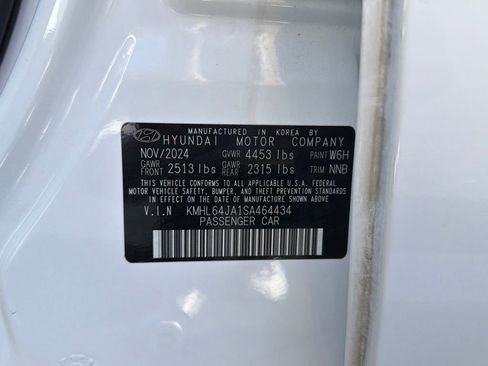 MANUFACTURED IN KOREA BY
HYUNDAI MOTOR COMPANY
NOV/2024 GVWR 4453 lbs PAINT W6H
GAWR FRONT 2513 lbs GAWR REAR 2315 lbs TRIM NNB
THIS VEHICLE CONFORMS TO ALL APPLICABLE U.S.A. FEDERAL
MOTOR VEHICLE SAFETY, BUMPER, AND THEFT PREVENTION STANDARDS
IN EFFECT ON THE DATE OF MANUFACTURE SHOWN ABOVE
V.I.N KMHL64JA1SA464434
PASSENGER CAR